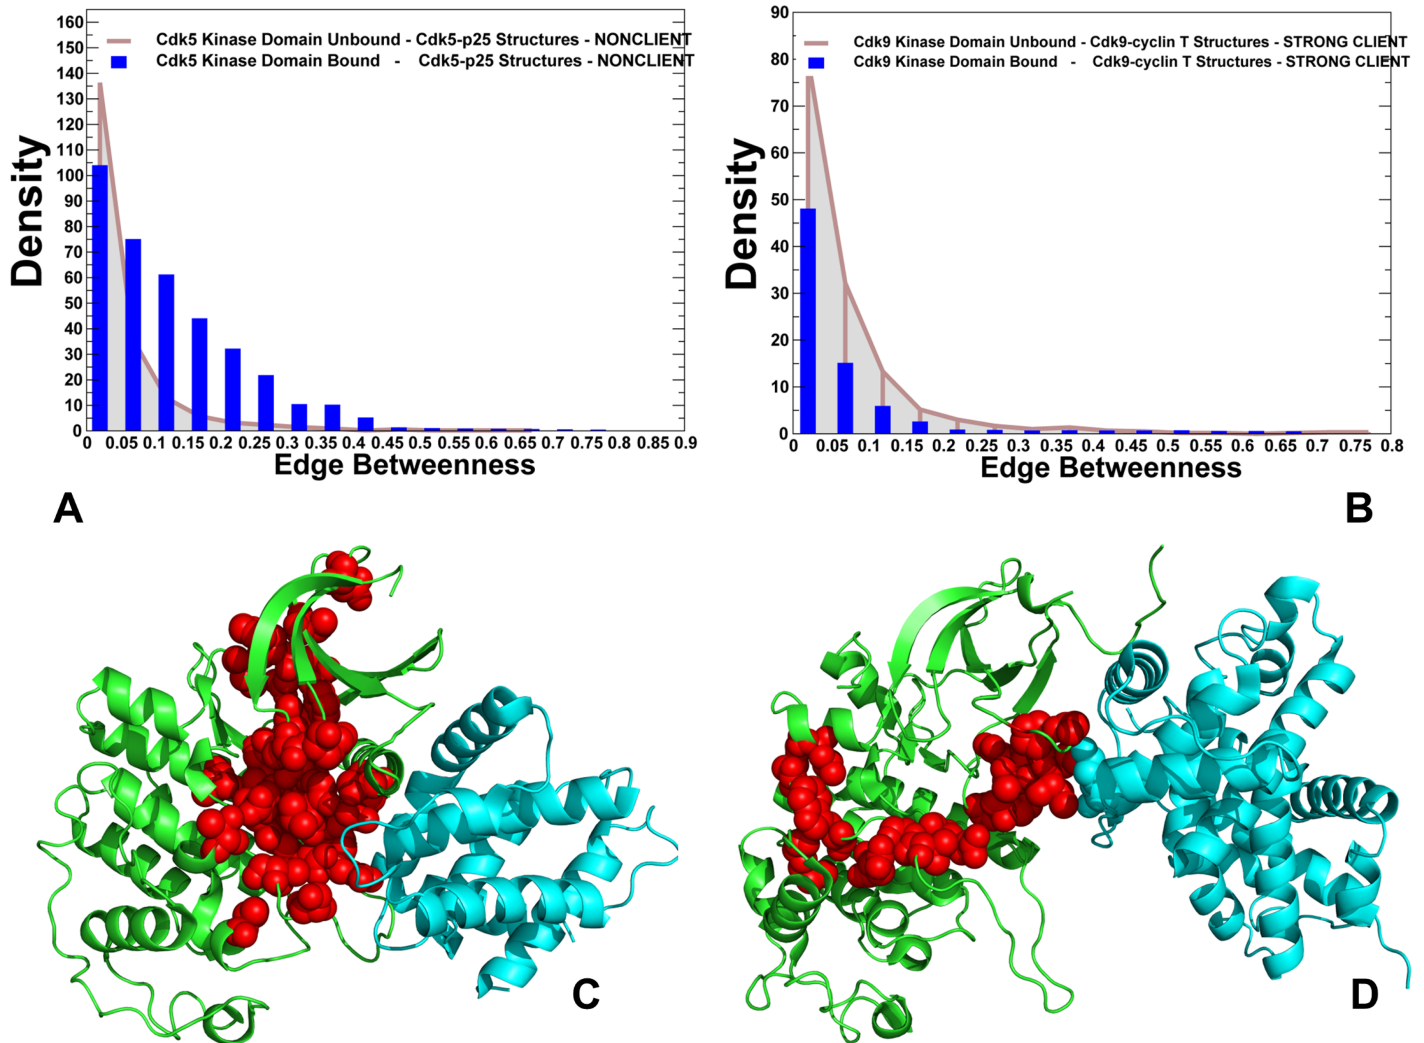 Cdk5 Kinase Domain Unbound - Cdk5-p25 Structures - NONCLIENT
Cdk5 Kinase Domain Bound - Cdk5-p25 Structures - NONCLIENT
Density
160
150
140
130
120
110
100
90
80
70
60
50
40
30
20
10
0
0 0.05 0.1 0.15 0.2 0.25 0.3 0.35 0.4 0.45 0.5 0.55 0.6 0.65 0.7 0.75 0.8 0.85 0.9
Edge Betweenness
A
Cdk9 Kinase Domain Unbound - Cdk9-cyclin T Structures - STRONG CLIENT
Cdk9 Kinase Domain Bound - Cdk9-cyclin T Structures - STRONG CLIENT
Density
90
80
70
60
50
40
30
20
10
0
0 0.05 0.1 0.15 0.2 0.25 0.3 0.35 0.4 0.45 0.5 0.55 0.6 0.65 0.7 0.75 0.8
Edge Betweenness
B
C
D